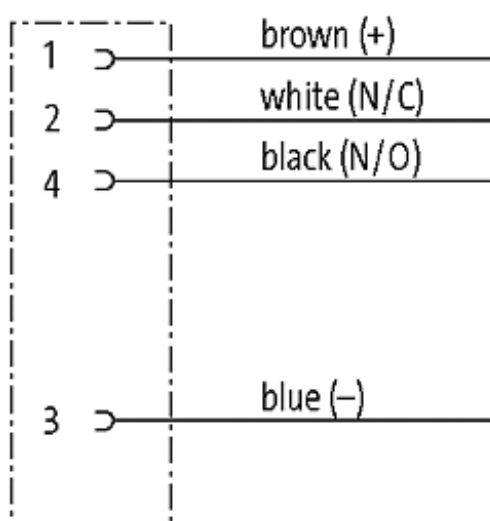 1 brown (+)
2 white (N/C)
4 black (N/O)
3 blue (–)